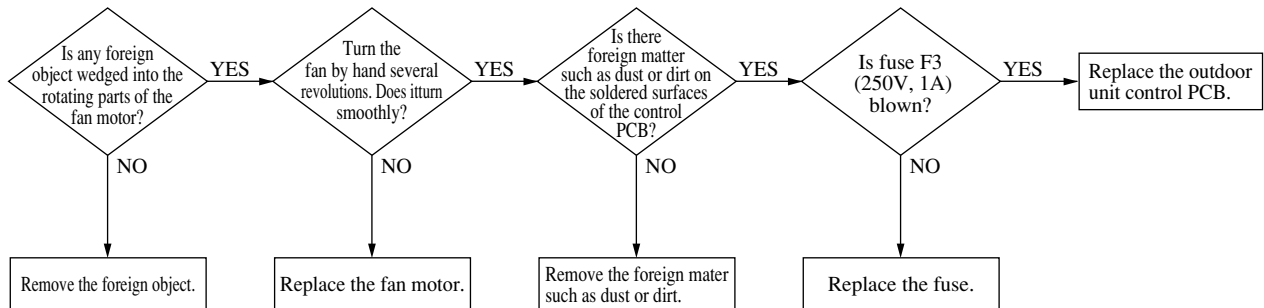 Is any foreign
object wedged into the
rotating parts of the
fan motor?
YES
NO
Remove the foreign object.
Turn the
fan by hand several
revolutions. Does itturn
smoothly?
YES
NO
Replace the fan motor.
Is there
foreign matter
such as dust or dirt on
the soldered surfaces
of the control
PCB?
YES
NO
Remove the foreign mater
such as dust or dirt.
Is fuse F3
(250V, 1A)
blown?
YES
NO
Replace the fuse.
Replace the outdoor
unit control PCB.